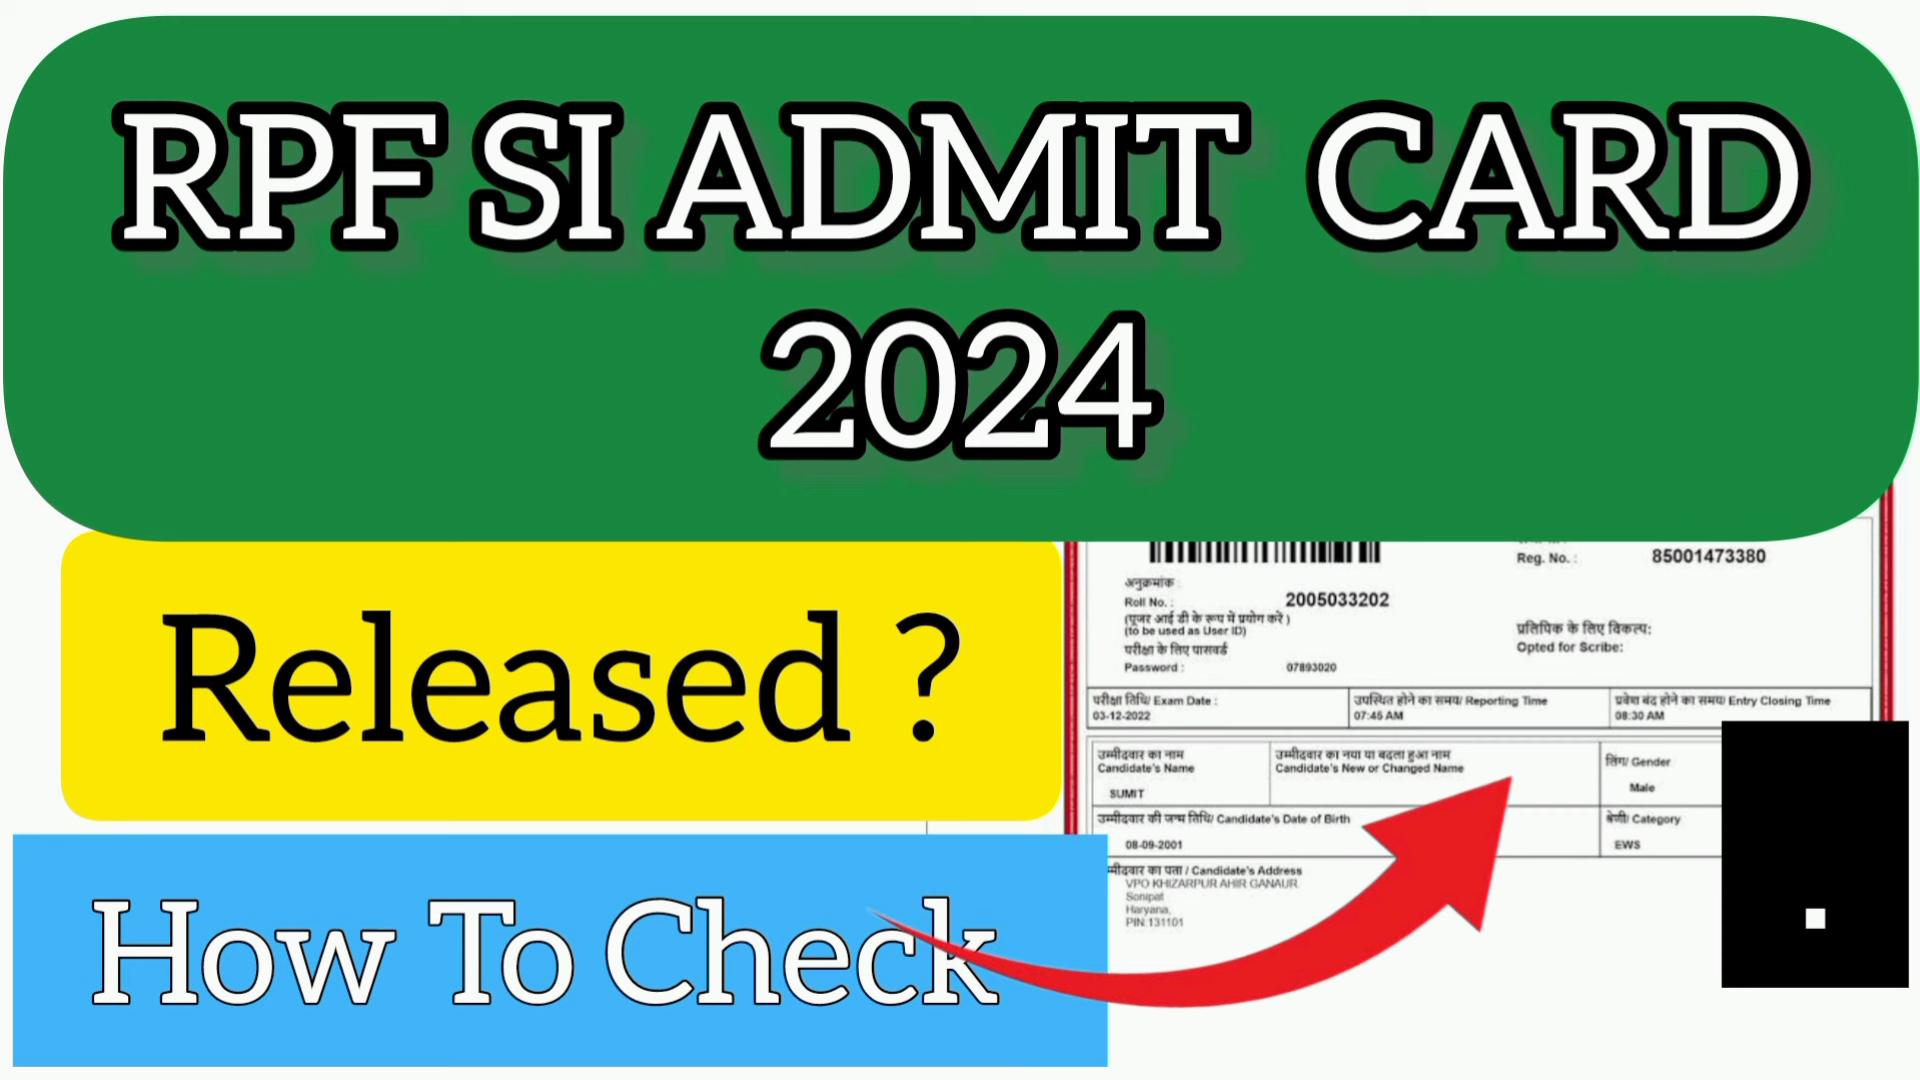 RPF SI ADMIT CARD
2024
Released ?
How To Check
Reg. No. :
85001473380
अनुक्रमांक :
Roll No. :
2005033202
(यूजर आई डी के रूप में प्रयोग करें )
(to be used as User ID)
परीक्षा के लिए पासवर्ड
Password :
07893020
प्रतिपिक के लिए विकल्प:
Opted for Scribe:
परीक्षा तिथि/ Exam Date :
03-12-2022
उपस्थित होने का समय/ Reporting Time
07:45 AM
प्रवेश बंद होने का समय/ Entry Closing Time
08:30 AM
उम्मीदवार का नाम
Candidate's Name
SUMIT
उम्मीदवार का नया या बदला हुआ नाम
Candidate's New or Changed Name
लिंग/ Gender
Male
उम्मीदवार की जन्म तिथि/ Candidate's Date of Birth
08-09-2001
श्रेणी/ Category
EWS
म्मीदवार का पता / Candidate's Address
VPO KHIZARPUR AHIR GANAUR
Sonipat
Haryana,
PIN:131101